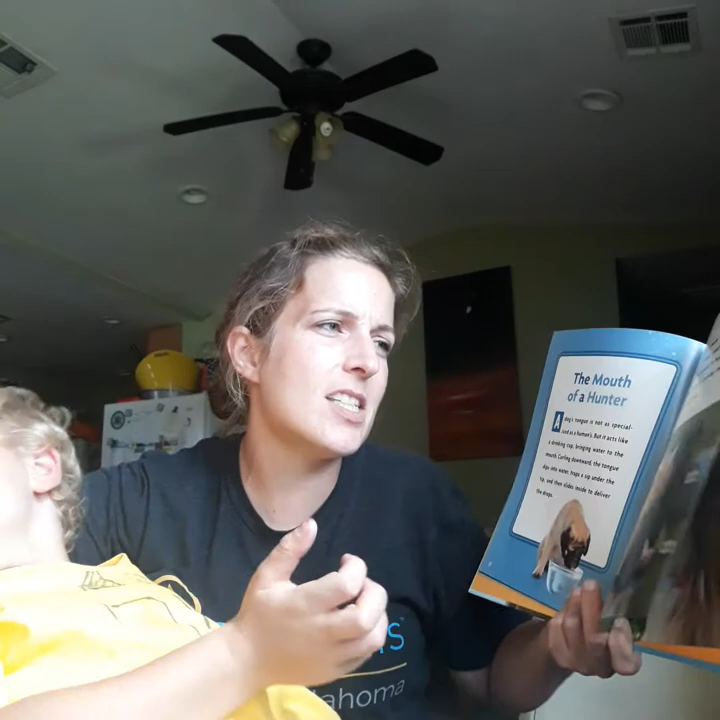 The Mouth
of a Hunter
A dog's tongue is not as special-
ized as a human's. But it acts like
a drinking cup, bringing water to the
mouth. Curling downward, the tongue
dips into water, traps a sip under the
tip, and then slides inside to deliver
the drops.
S
lahoma